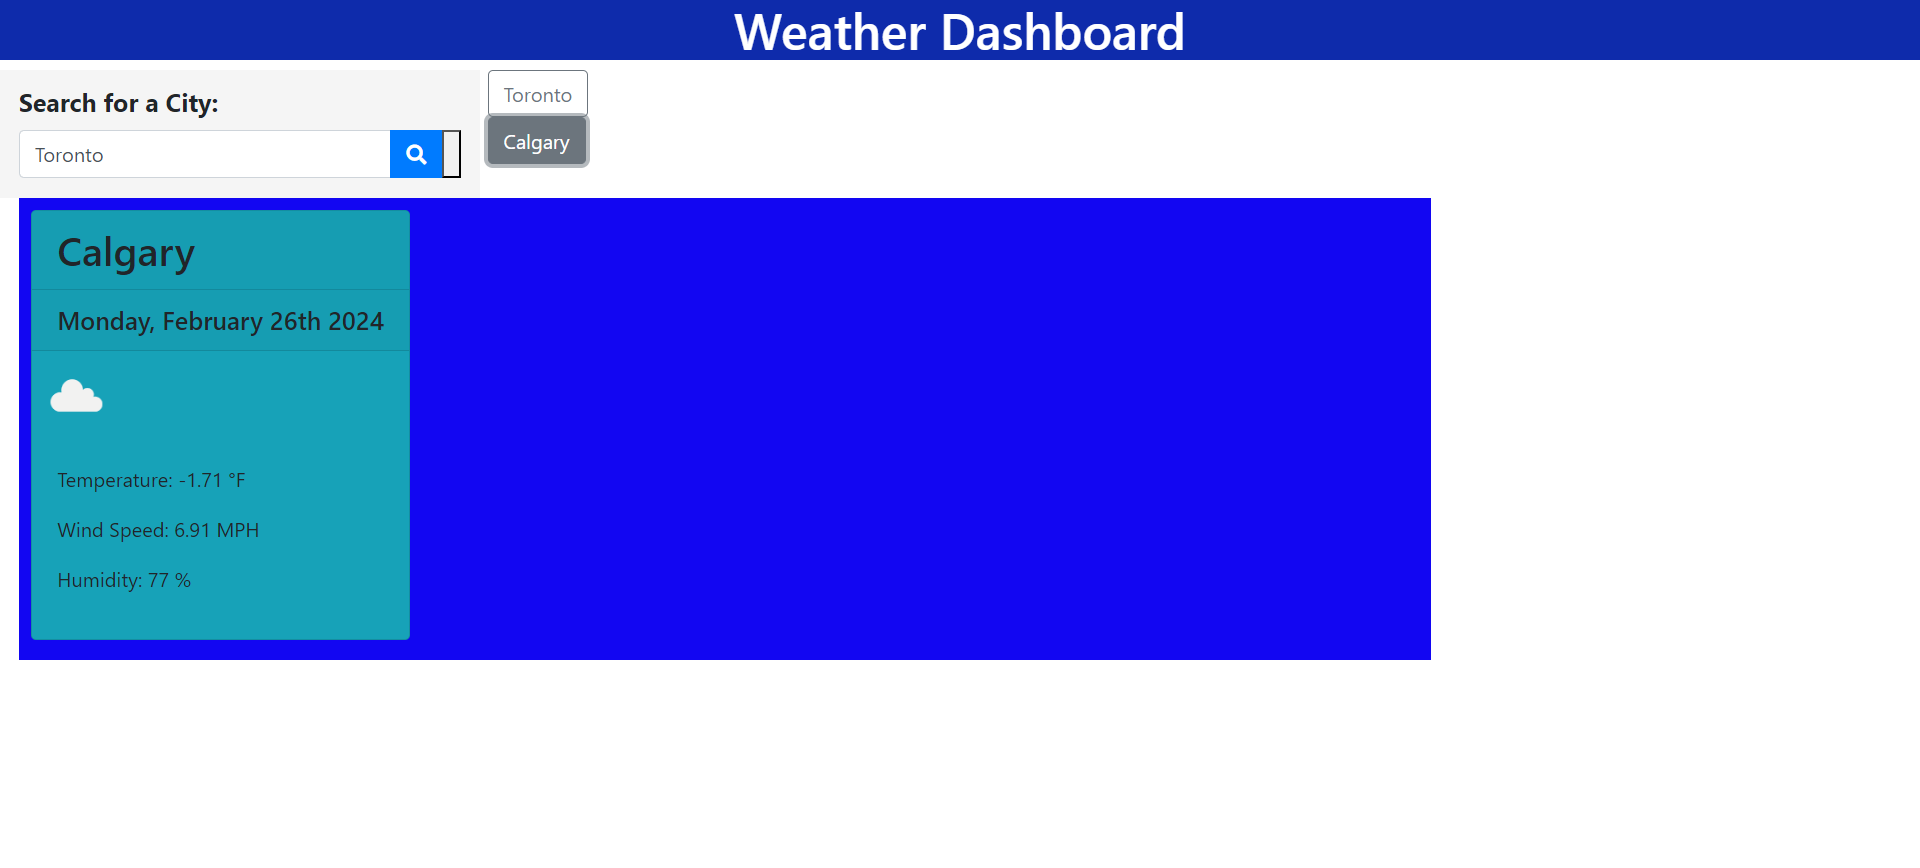 Weather Dashboard
Search for a City:
Toronto
Toronto
Calgary
Calgary
Monday, February 26th 2024
Temperature: -1.71 °F
Wind Speed: 6.91 MPH
Humidity: 77 %